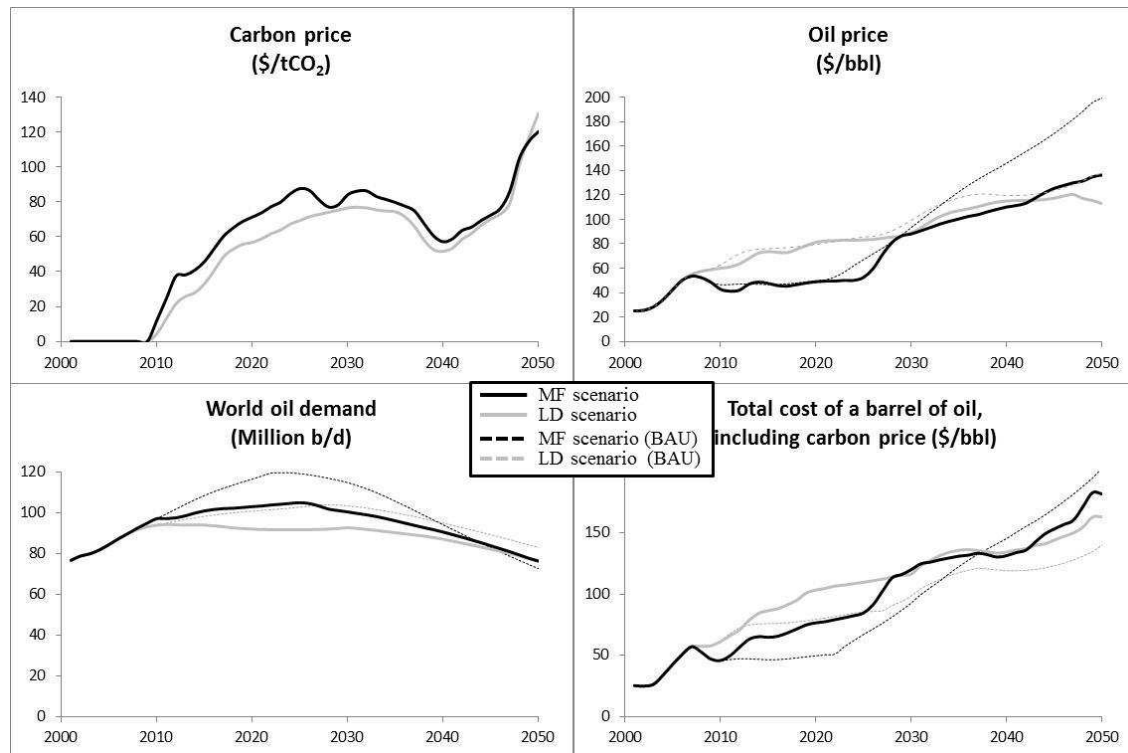 Carbon price
($/tCO₂)
140
120
100
80
60
40
20
0
2000 2010 2020 2030 2040 2050
Oil price
($/bbl)
200
180
160
140
120
100
80
60
40
20
0
2000 2010 2020 2030 2040 2050
MF scenario
LD scenario
MF scenario (BAU)
LD scenario (BAU)
World oil demand
(Million b/d)
120
100
80
60
40
20
0
2000 2010 2020 2030 2040 2050
Total cost of a barrel of oil,
including carbon price ($/bbl)
150
100
50
0
2000 2010 2020 2030 2040 2050